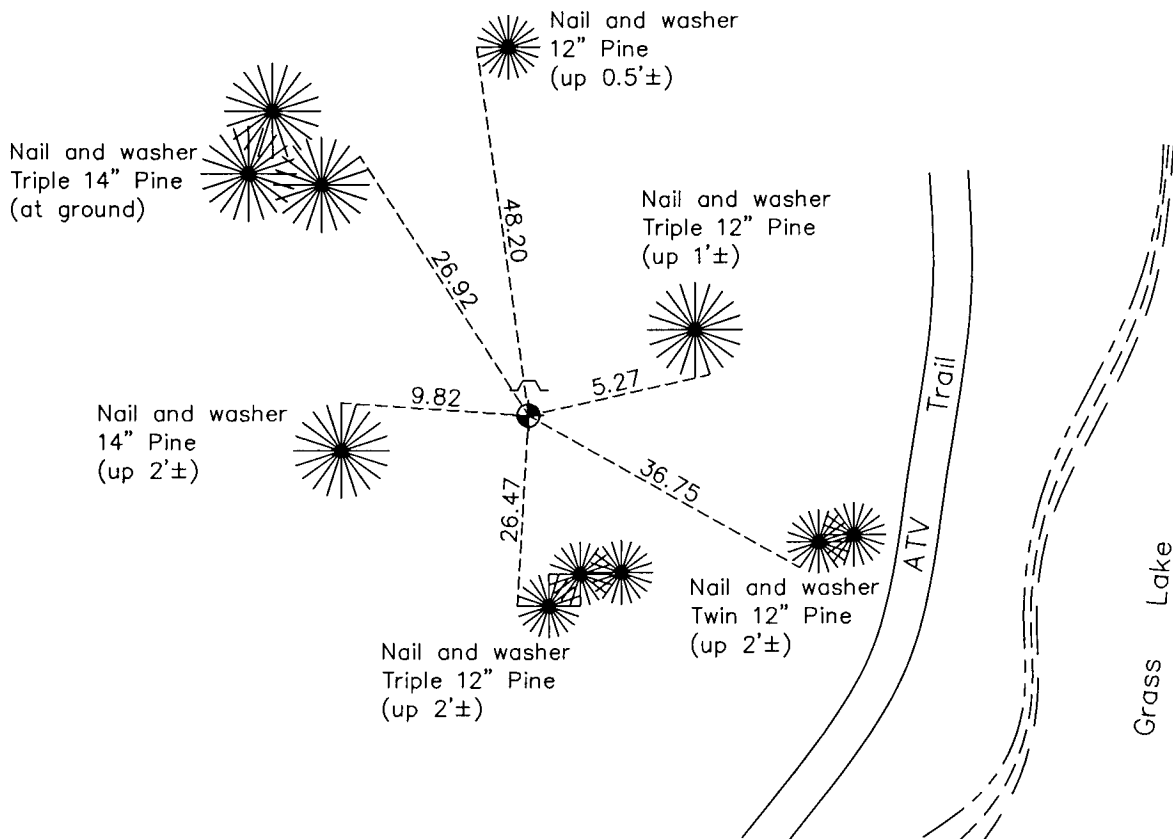 Nail and washer
12" Pine
(up 0.5'±)
Nail and washer
Triple 14" Pine
(at ground)
48.20
26.92
Nail and washer
Triple 12" Pine
(up 1'±)
5.27
9.82
Nail and washer
14" Pine
(up 2'±)
36.75
26.47
Nail and washer
Twin 12" Pine
(up 2'±)
Nail and washer
Triple 12" Pine
(up 2'±)
ATV Trail
Grass Lake